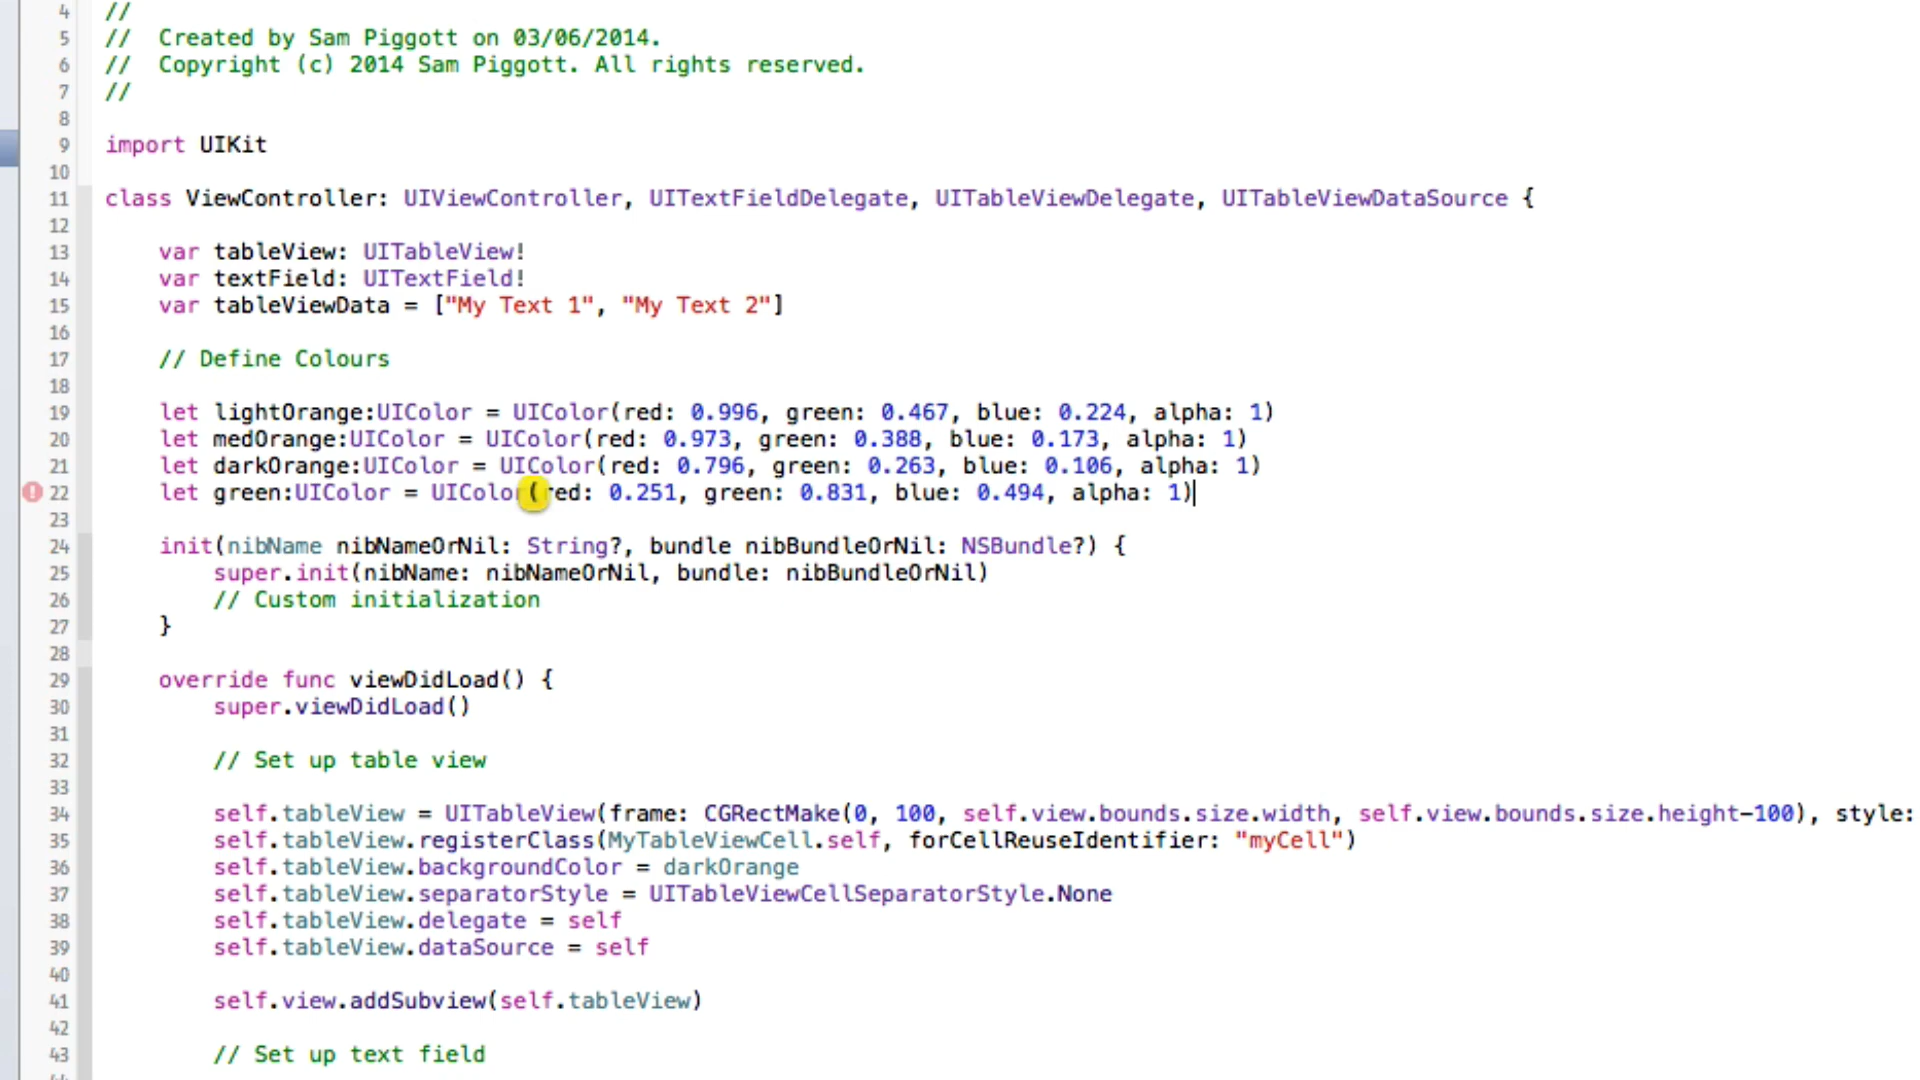 4 //
5 // Created by Sam Piggott on 03/06/2014.
6 // Copyright (c) 2014 Sam Piggott. All rights reserved.
7 //
8
9 import UIKit
10
11 class ViewController: UIViewController, UITextFieldDelegate, UITableViewDelegate, UITableViewDataSource {
12
13 var tableView: UITableView!
14 var textField: UITextField!
15 var tableViewData = ["My Text 1", "My Text 2"]
16
17 // Define Colours
18
19 let lightOrange:UIColor = UIColor(red: 0.996, green: 0.467, blue: 0.224, alpha: 1)
20 let medOrange:UIColor = UIColor(red: 0.973, green: 0.388, blue: 0.173, alpha: 1)
21 let darkOrange:UIColor = UIColor(red: 0.796, green: 0.263, blue: 0.106, alpha: 1)
22 let green:UIColor = UIColor(red: 0.251, green: 0.831, blue: 0.494, alpha: 1)
23
24 init(nibName nibNameOrNil: String?, bundle nibBundleOrNil: NSBundle?) {
25 super.init(nibName: nibNameOrNil, bundle: nibBundleOrNil)
26 // Custom initialization
27 }
28
29 override func viewDidLoad() {
30 super.viewDidLoad()
31
32 // Set up table view
33
34 self.tableView = UITableView(frame: CGRectMake(0, 100, self.view.bounds.size.width, self.view.bounds.size.height-100), style:
35 self.tableView.registerClass(MyTableViewCell.self, forCellReuseIdentifier: "myCell")
36 self.tableView.backgroundColor = darkOrange
37 self.tableView.separatorStyle = UITableViewCellSeparatorStyle.None
38 self.tableView.delegate = self
39 self.tableView.dataSource = self
40
41 self.view.addSubview(self.tableView)
42
43 // Set up text field